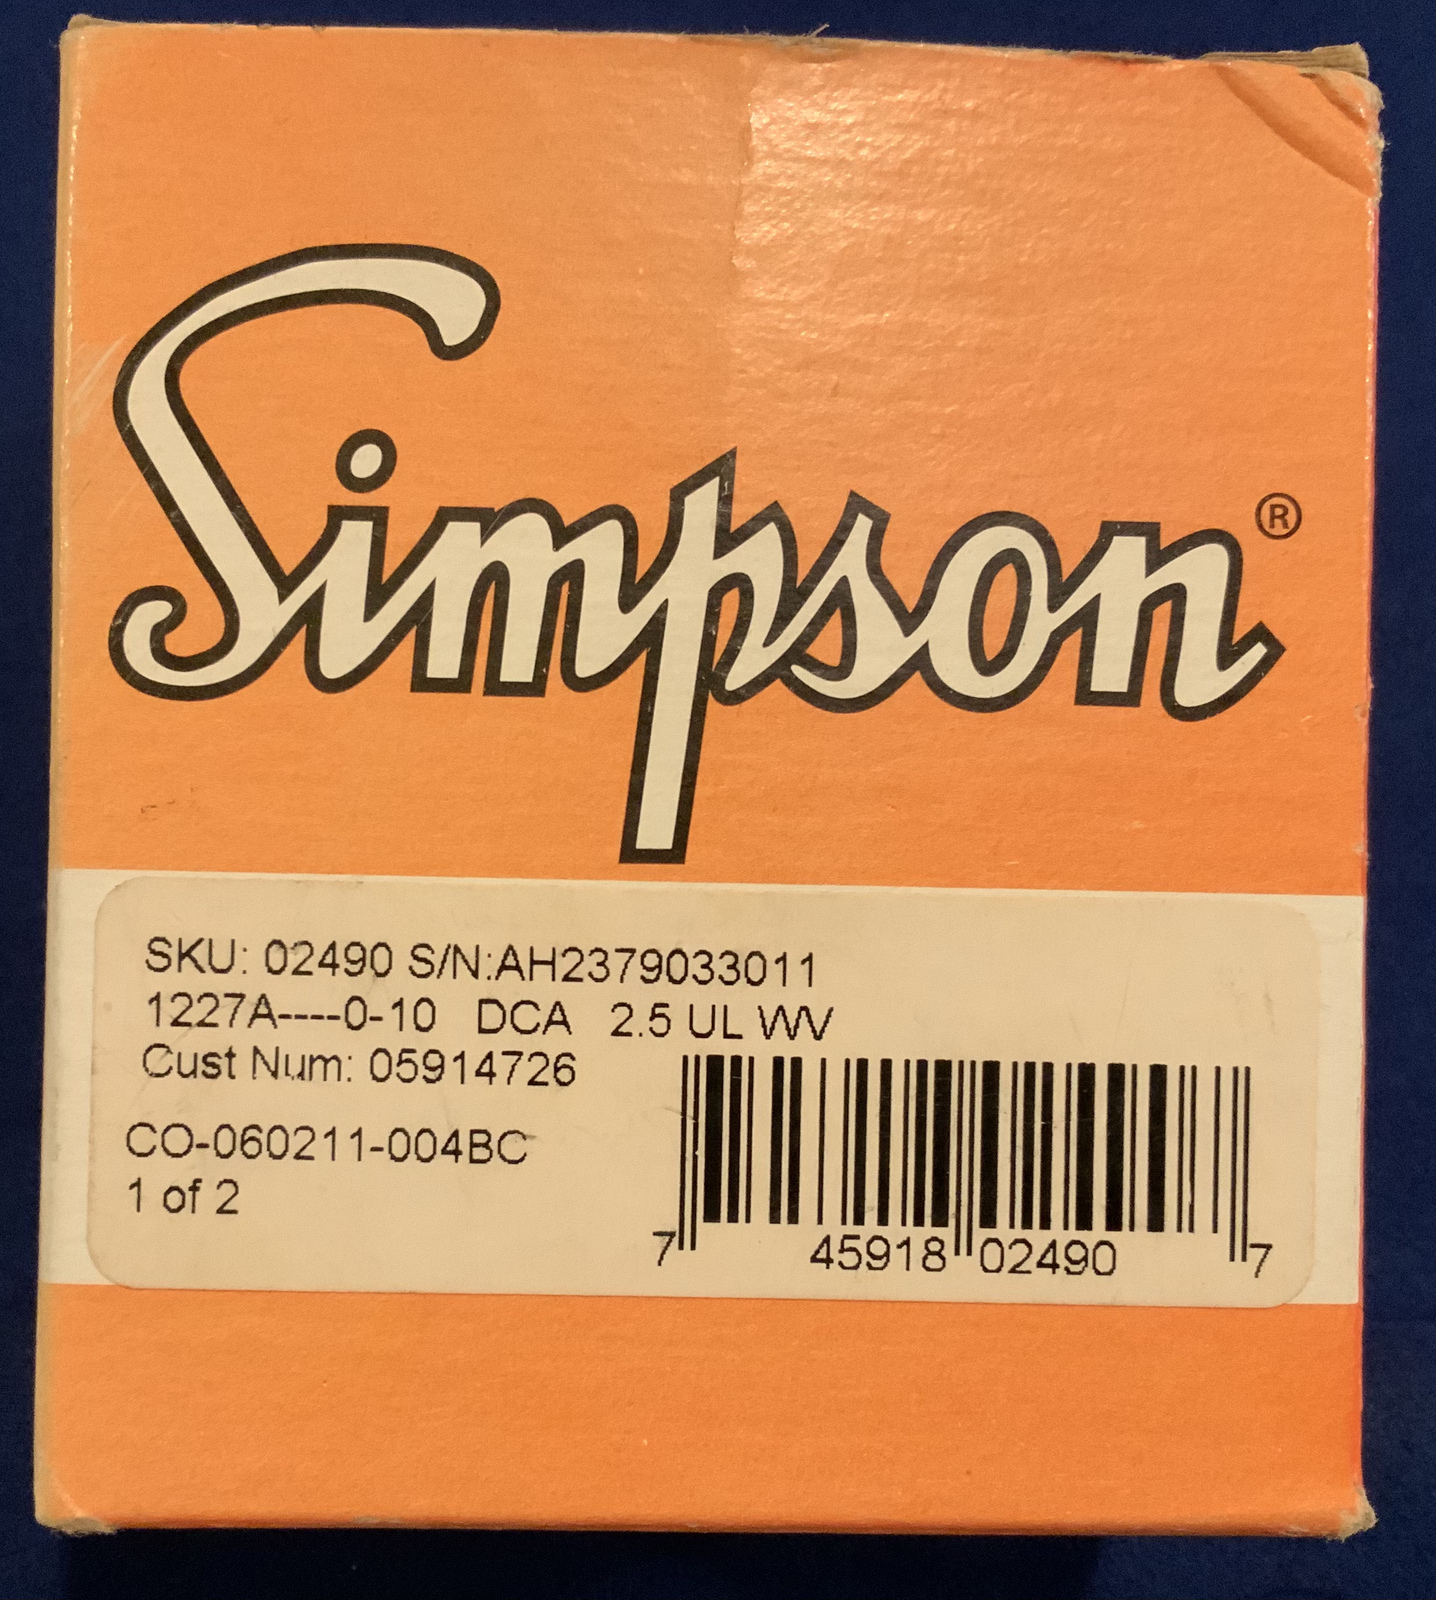 Simpson®
SKU: 02490 S/N:AH2379033011
1227A----0-10 DCA 2.5 UL WV
Cust Num: 05914726
CO-060211-004BC
1 of 2
7 45918 02490 7